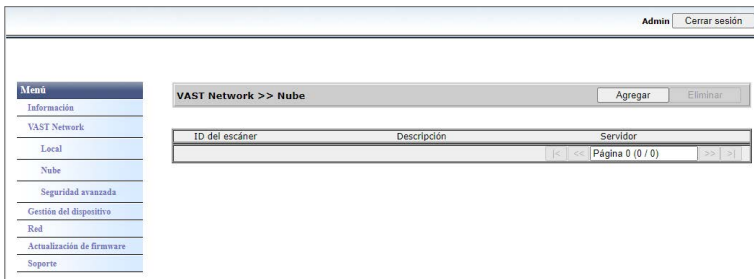 Admin Cerrar sesión
Menú
Información
VAST Network
Local
Nube
Seguridad avanzada
Gestión del dispositivo
Red
Actualización de firmware
Soporte
VAST Network >> Nube Agregar Eliminar
ID del escáner Descripción Servidor
|< << Página 0 (0 / 0) >> >|